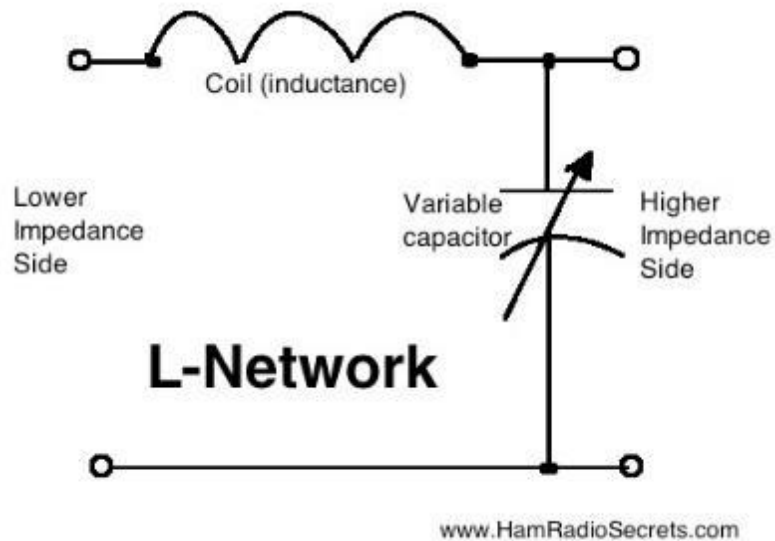 Coil (inductance)
Lower
Impedance
Side
Variable
capacitor
Higher
Impedance
Side
L-Network
www.HamRadioSecrets.com